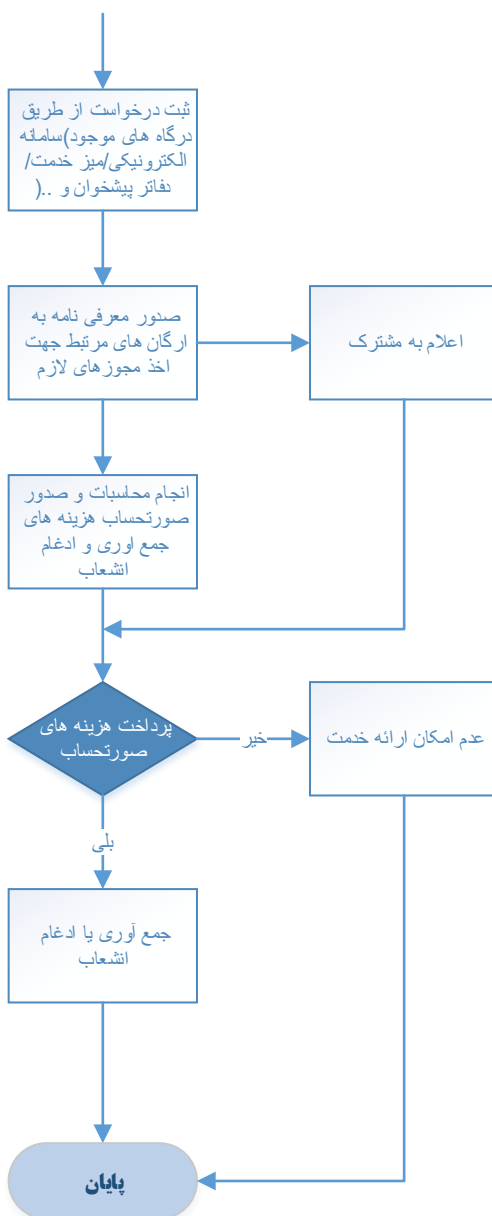 ثبت درخواست از طریق
درگاه های موجود)سامانه
الکترونیکی/میز خدمت/
دفاتر پیشخوان و ..(
صدور معرفی نامه به
ارگان های مرتبط جهت
اخذ مجوزهای لازم
اعلام به مشترک
انجام محاسبات و صدور
صورتحساب هزینه های
جمع اوری و ادغام
انشعاب
پرداخت هزینه های
صورتحساب
خیر
عدم امکان ارائه خدمت
بلی
جمع آوری یا ادغام
انشعاب
پایان